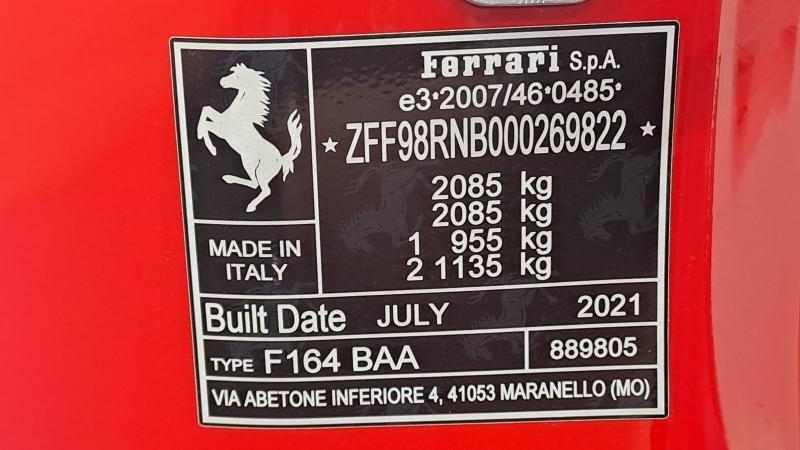 Ferrari S.p.A.
e3*2007/46*0485*
* ZFF98RNB000269822 *
2085 kg
2085 kg
1 955 kg
2 1135 kg
MADE IN
ITALY
Built Date JULY 2021
TYPE F164 BAA 889805
VIA ABETONE INFERIORE 4, 41053 MARANELLO (MO)